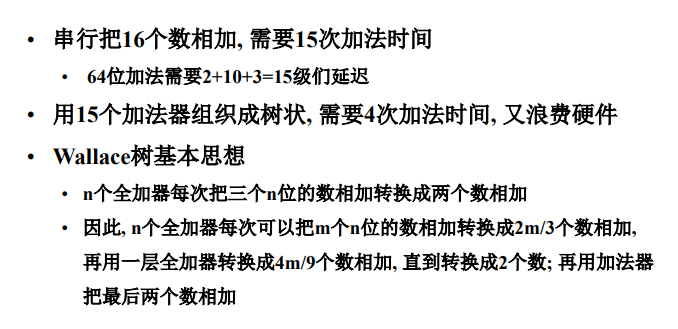 • 串行把16个数相加, 需要15次加法时间
• 64位加法需要2+10+3=15级们延迟
• 用15个加法器组织成树状, 需要4次加法时间, 又浪费硬件
• Wallace树基本思想
• n个全加器每次把三个n位的数相加转换成两个数相加
• 因此, n个全加器每次可以把m个n位的数相加转换成2m/3个数相加,
再用一层全加器转换成4m/9个数相加, 直到转换成2个数; 再用加法器
把最后两个数相加